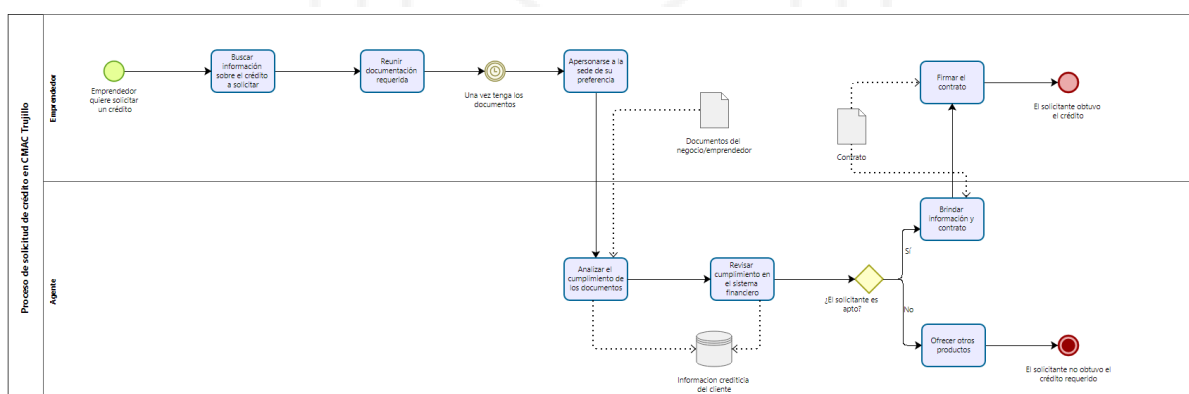 Proceso de solicitud de crédito en CMAC Trujillo
Emprendedor
Emprendedor
quiere solicitar
un crédito
Buscar
información
sobre el crédito
a solicitar
Reunir
documentación
requerida
Una vez tenga los
documentos
Apersonarse a la
sede de su
preferencia
Documentos del
negocio/emprendedor
Contrato
Firmar el
contrato
El solicitante obtuvo
el crédito
Agente
Analizar el
cumplimiento de
los documentos
Revisar
cumplimiento en
el sistema
financiero
Informacion crediticia
del cliente
¿El solicitante es
apto?
Sí
Brindar
información y
contrato
No
Ofrecer otros
productos
El solicitante no obtuvo el
crédito requerido